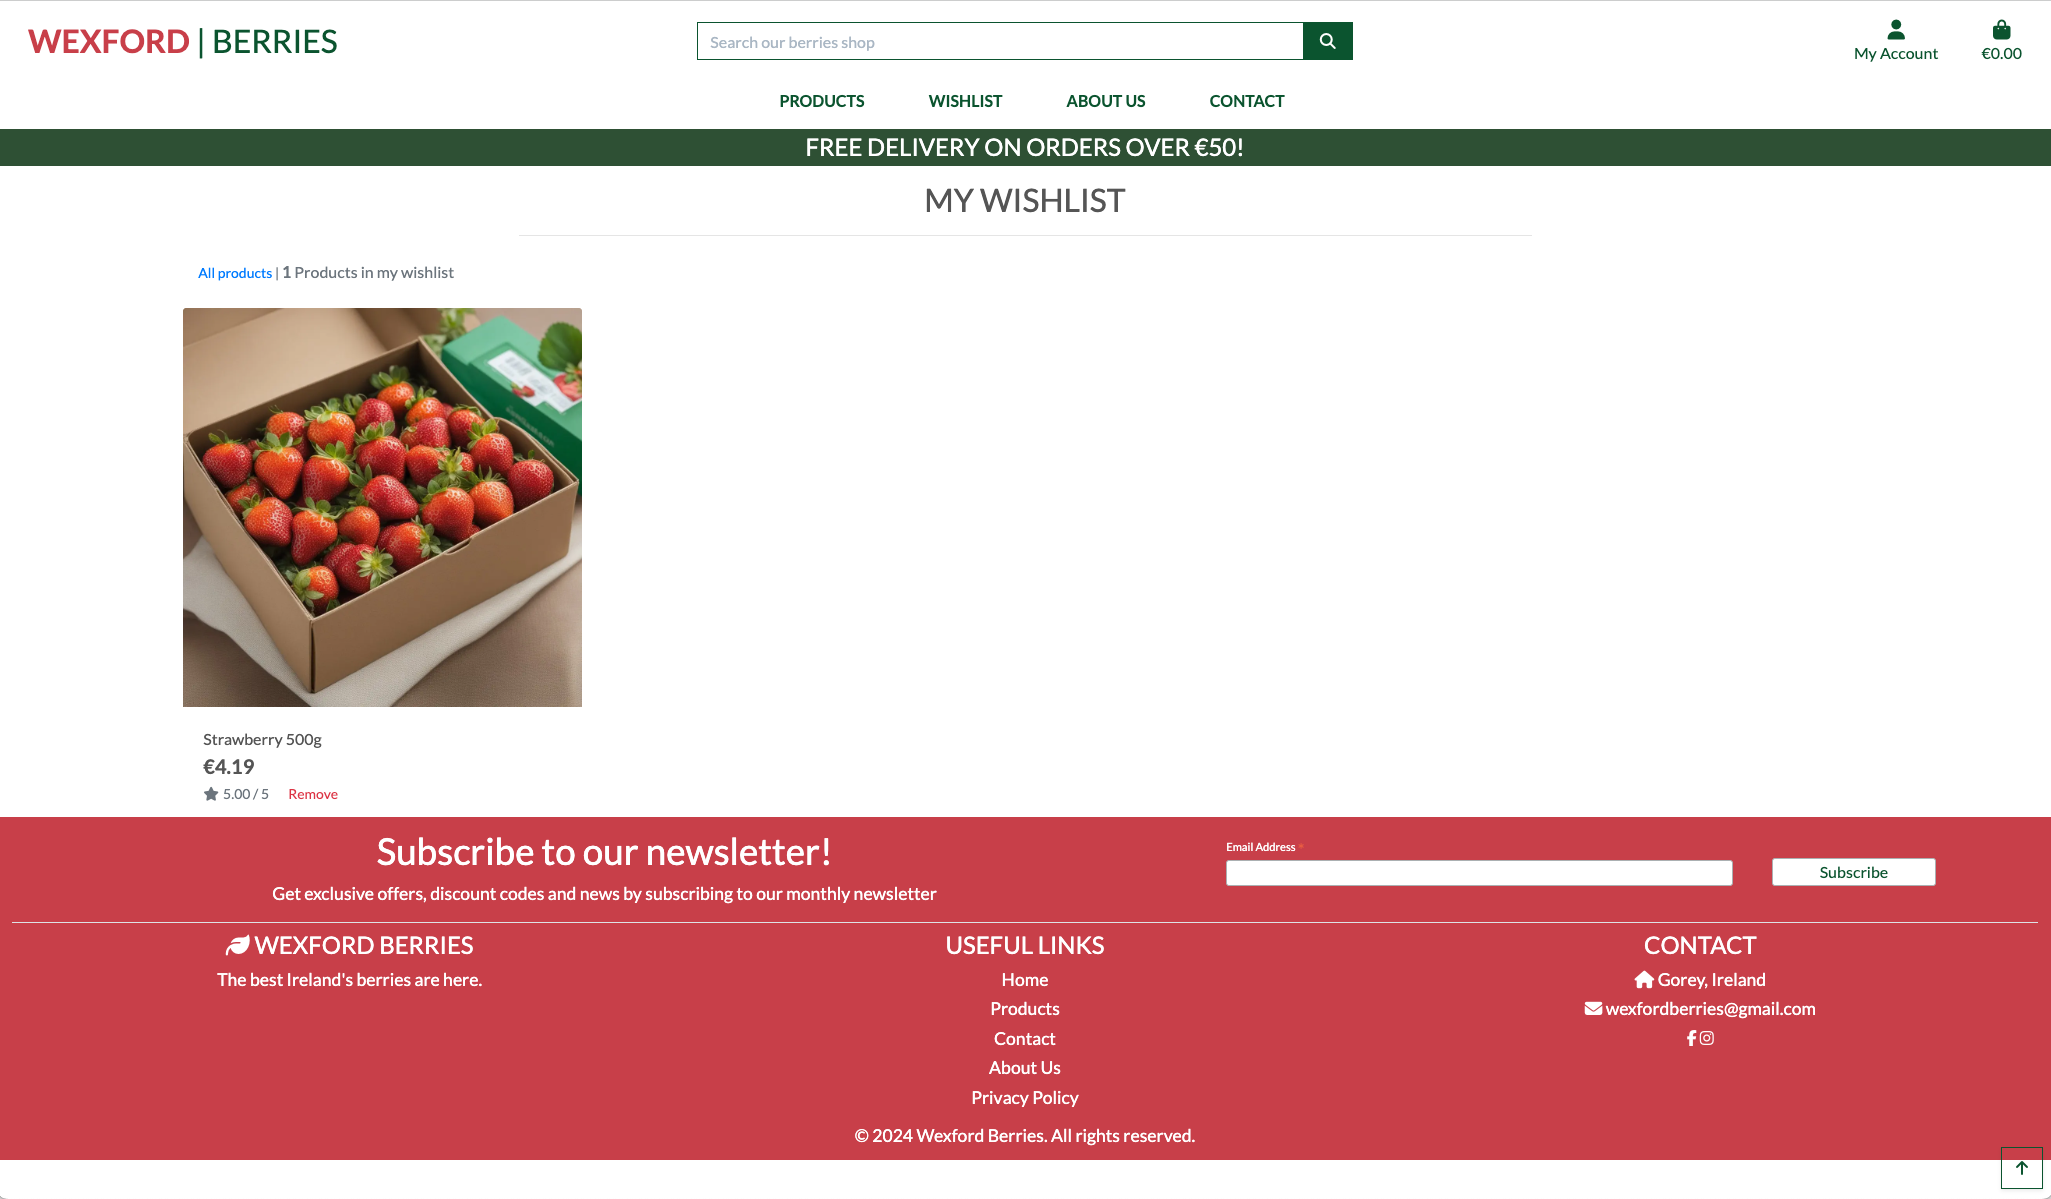 WEXFORD | BERRIES
Search our berries shop
My Account
€0.00
PRODUCTS WISHLIST ABOUT US CONTACT
FREE DELIVERY ON ORDERS OVER €50!
MY WISHLIST
All products | 1 Products in my wishlist
Strawberry 500g
€4.19
5.00 / 5 Remove
Subscribe to our newsletter!
Get exclusive offers, discount codes and news by subscribing to our monthly newsletter
Email Address *
Subscribe
WEXFORD BERRIES
The best Ireland's berries are here.
USEFUL LINKS
Home
Products
Contact
About Us
Privacy Policy
CONTACT
Gorey, Ireland
wexfordberries@gmail.com
© 2024 Wexford Berries. All rights reserved.